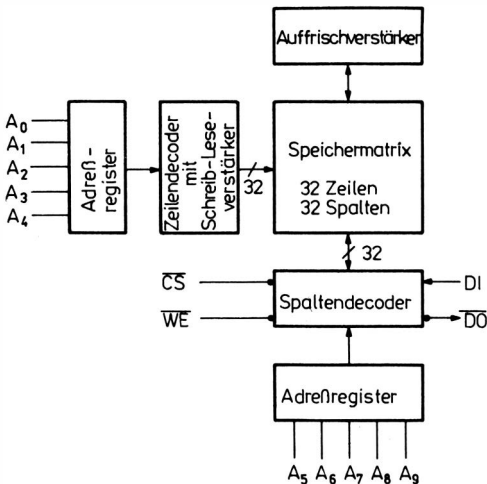 Auffrischverstärker
A₀
A₁
A₂
A₃
A₄
Adreß-
register
Zeilendecoder
mit
Schreib-Lese-
verstärker
32
Speichermatrix
32 Zeilen
32 Spalten
32
CS
WE
Spaltendecoder
DI
DO
Adreßregister
A₅ A₆ A₇ A₈ A₉